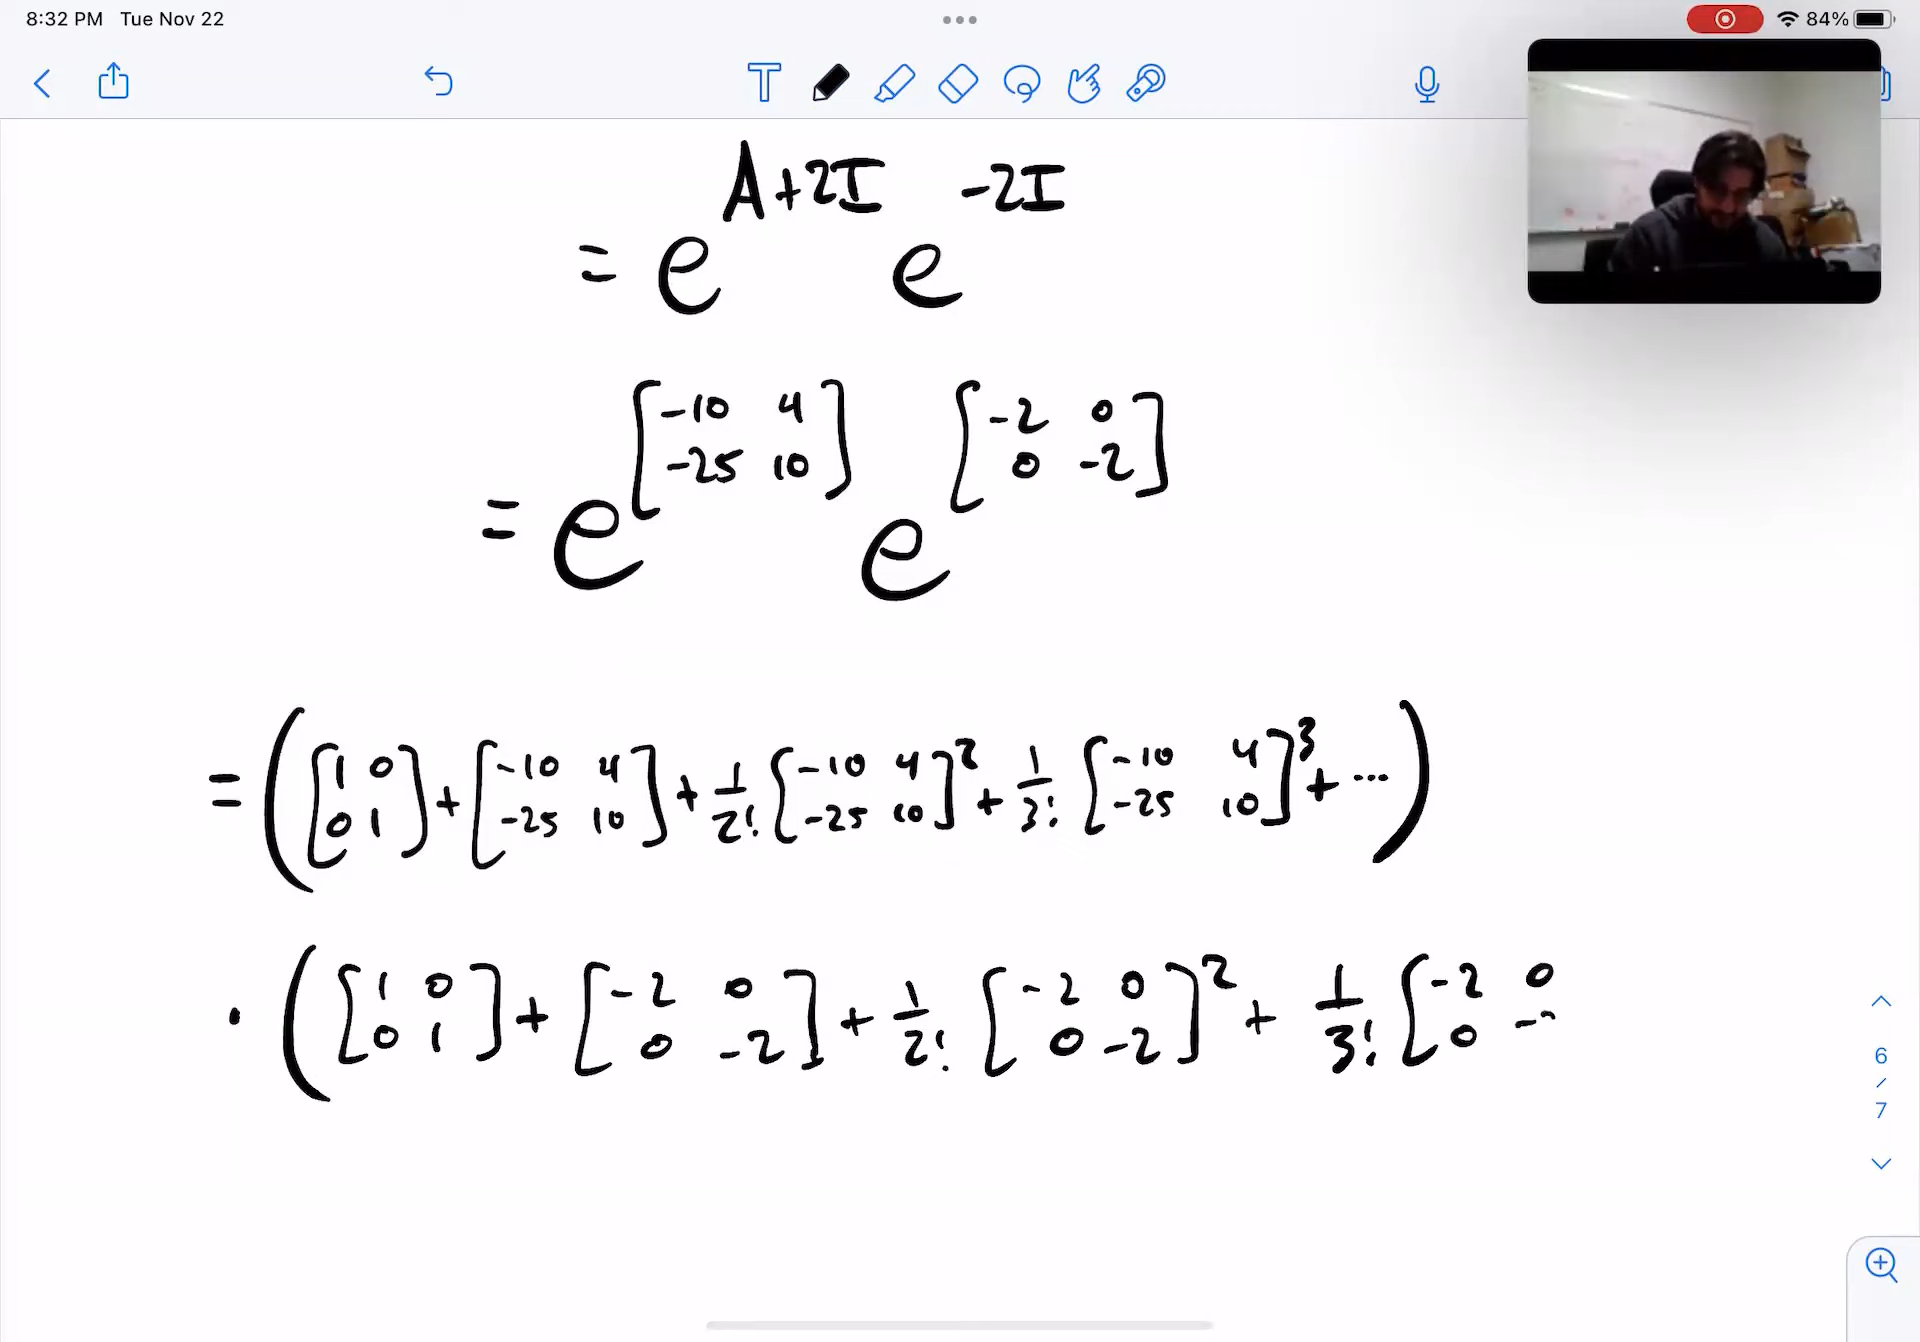 8:32 PM Tue Nov 22 84%
T
= e^{A+2I} e^{-2I}
= e^{[-10 4; -25 10]} e^{[-2 0; 0 -2]}
= ([1 0; 0 1] + [-10 4; -25 10] + 1/2! [-10 4; -25 10]^2 + 1/3! [-10 4; -25 10]^3 + ...)
· ([1 0; 0 1] + [-2 0; 0 -2] + 1/2! [-2 0; 0 -2]^2 + 1/3! [-2 0; 0 -
6
/
7